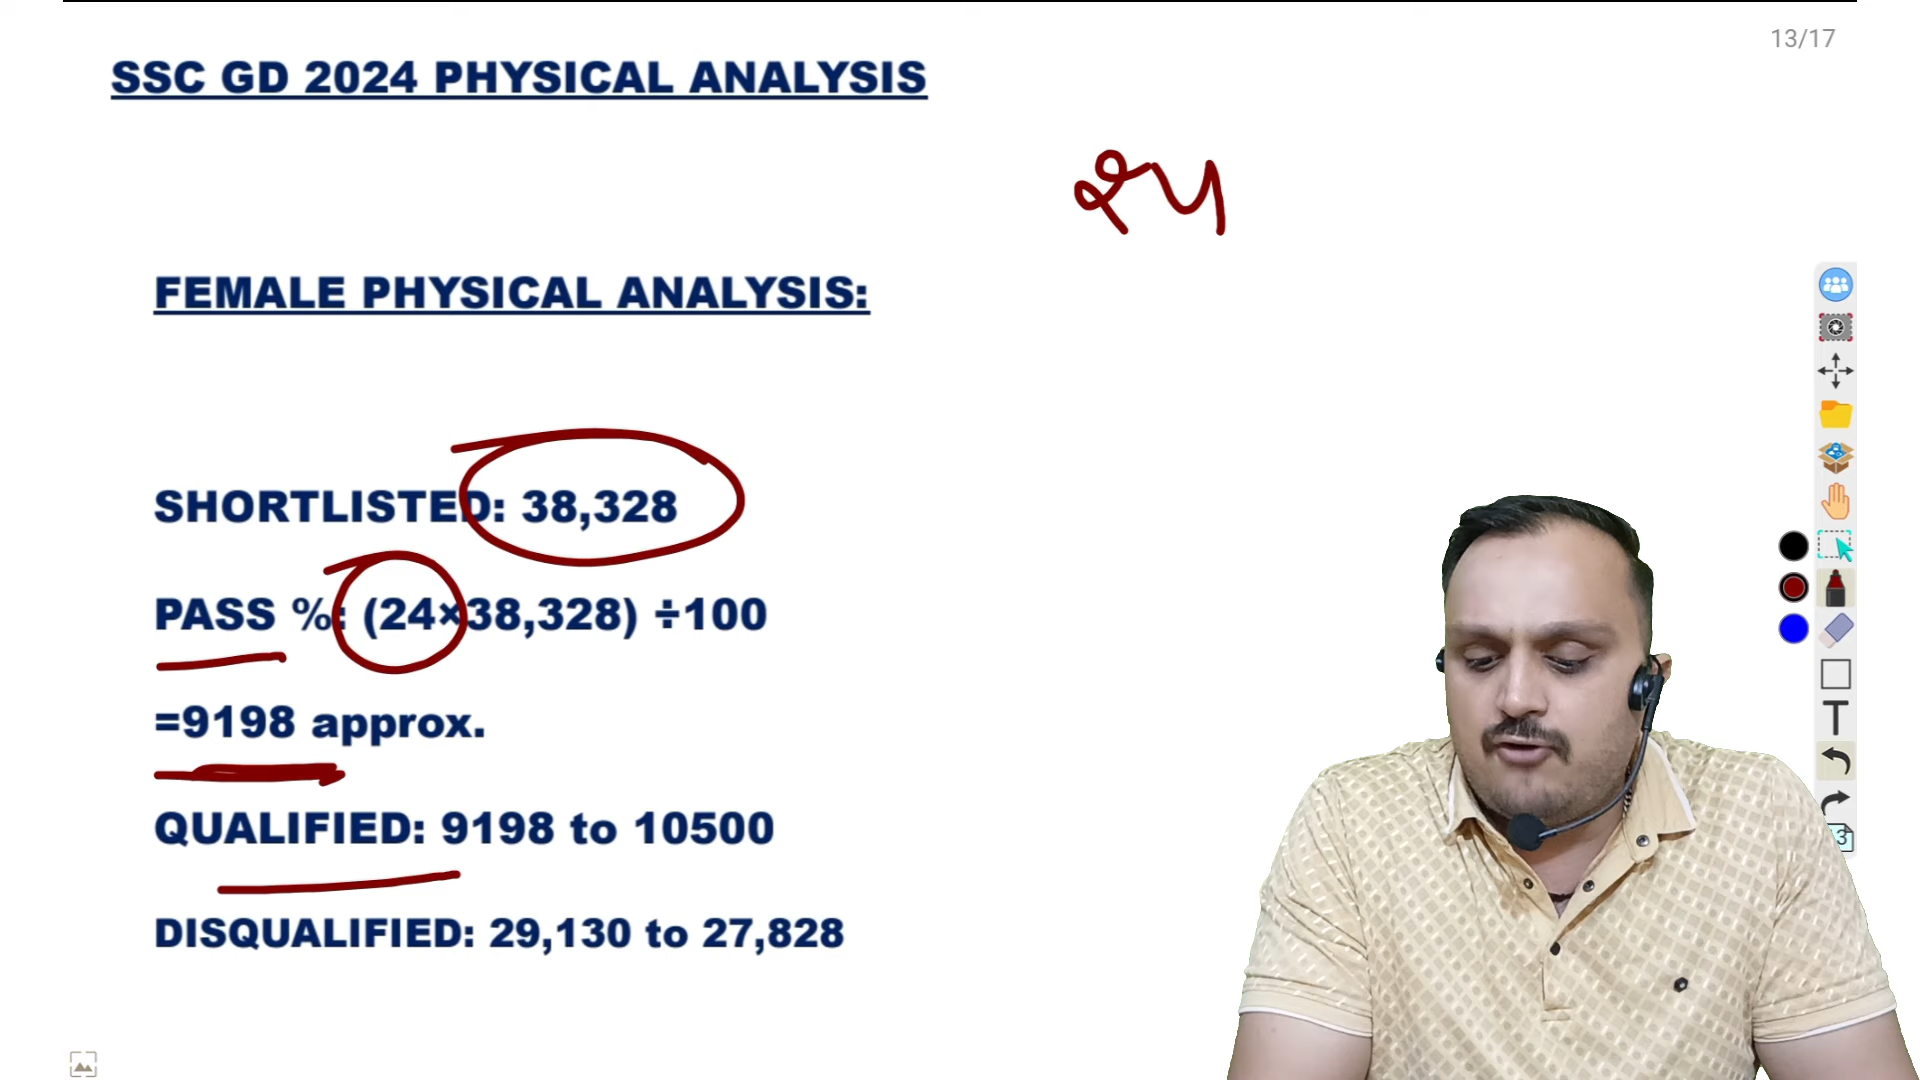 13/17
SSC GD 2024 PHYSICAL ANALYSIS
FEMALE PHYSICAL ANALYSIS:
SHORTLISTED: 38,328
PASS %: (24×38,328) ÷100
=9198 approx.
QUALIFIED: 9198 to 10500
DISQUALIFIED: 29,130 to 27,828